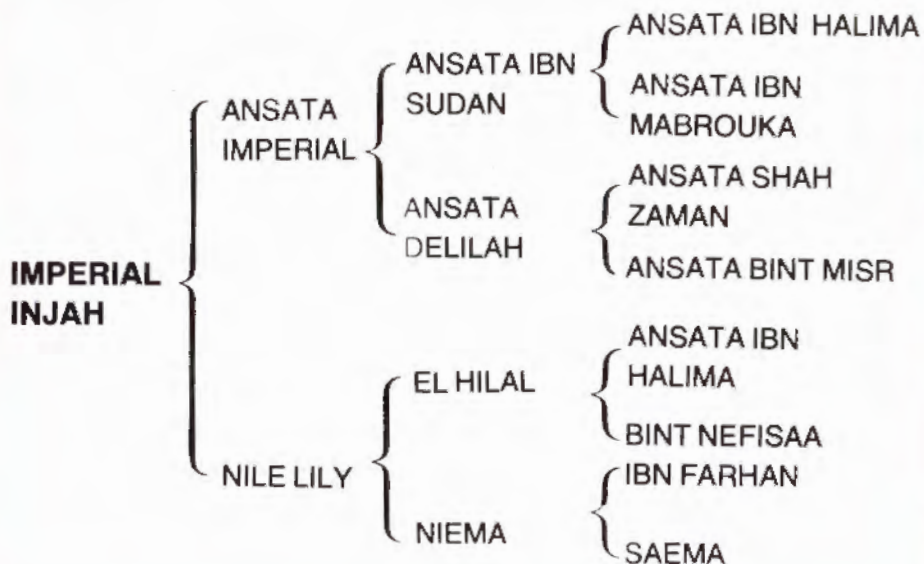 IMPERIAL
INJAH
ANSATA
IMPERIAL
ANSATA IBN
SUDAN
ANSATA IBN HALIMA
ANSATA IBN
MABROUKA
ANSATA
DELILAH
ANSATA SHAH
ZAMAN
ANSATA BINT MISR
NILE LILY
EL HILAL
ANSATA IBN
HALIMA
BINT NEFISAA
NIEMA
IBN FARHAN
SAEMA